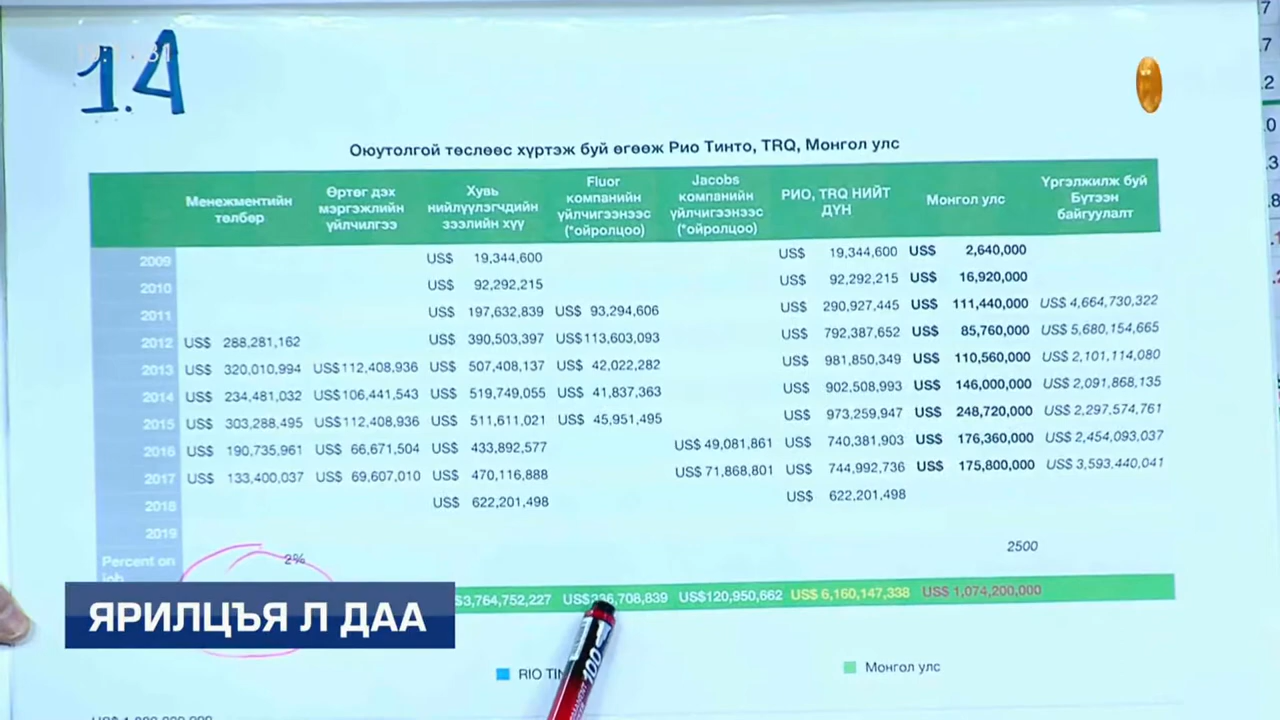 1.4
Оюутолгой төслөөс хүртэж буй өгөөж Рио Тинто, TRQ, Монгол улс
Менежментийн төлбөр
Өртөг дэх мэргэжлийн үйлчилгээ
Хувь нийлүүлэгчдийн зээлийн хүү
Fluor компанийн үйлчигээнээс (*ойролцоо)
Jacobs компанийн үйлчигээнээс (*ойролцоо)
РИО, TRQ НИЙТ ДҮН
Монгол улс
Үргэлжилж буй Бүтээн байгуулалт
2009 US$ 19,344,600 US$ 19,344,600 US$ 2,640,000
2010 US$ 92,292,215 US$ 92,292,215 US$ 16,920,000
2011 US$ 197,632,839 US$ 93,294,606 US$ 290,927,445 US$ 111,440,000 US$ 4,664,730,322
2012 US$ 288,281,162 US$ 390,503,397 US$113,603,093 US$ 792,387,652 US$ 85,760,000 US$ 5,680,154,665
2013 US$ 320,010,994 US$112,408,936 US$ 507,408,137 US$ 42,022,282 US$ 981,850,349 US$ 110,560,000 US$ 2,101,114,080
2014 US$ 234,481,032 US$106,441,543 US$ 519,749,055 US$ 41,837,363 US$ 902,508,993 US$ 146,000,000 US$ 2,091,868,135
2015 US$ 303,288,495 US$112,408,936 US$ 511,611,021 US$ 45,951,495 US$ 973,259,947 US$ 248,720,000 US$ 2,297,574,761
2016 US$ 190,735,961 US$ 66,671,504 US$ 433,892,577 US$49,081,861 US$ 740,381,903 US$ 176,360,000 US$ 2,454,093,037
2017 US$ 133,400,037 US$ 69,607,010 US$ 470,116,888 US$71,868,801 US$ 744,992,736 US$ 175,800,000 US$ 3,593,440,041
2018 US$ 622,201,498 US$ 622,201,498
2019
Percent on job 2% 2500
$3,764,752,227 US$336,708,839 US$120,950,662 US$ 6,160,147,338 US$ 1,074,200,000
ЯРИЛЦЪЯ Л ДАА
RIO TIN
Монгол улс
100
PERMANENT